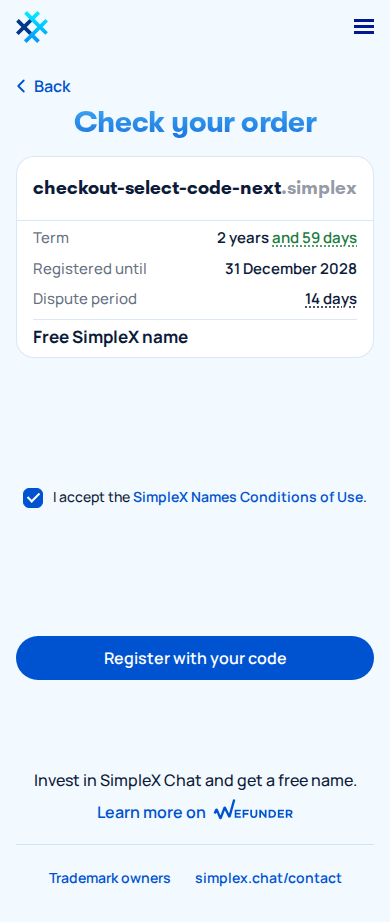 Back
Check your order
checkout-select-code-next.simplex
Term 2 years and 59 days
Registered until 31 December 2028
Dispute period 14 days
Free SimpleX name
I accept the SimpleX Names Conditions of Use.
Register with your code
Invest in SimpleX Chat and get a free name.
Learn more on WEFUNDER
Trademark owners simplex.chat/contact